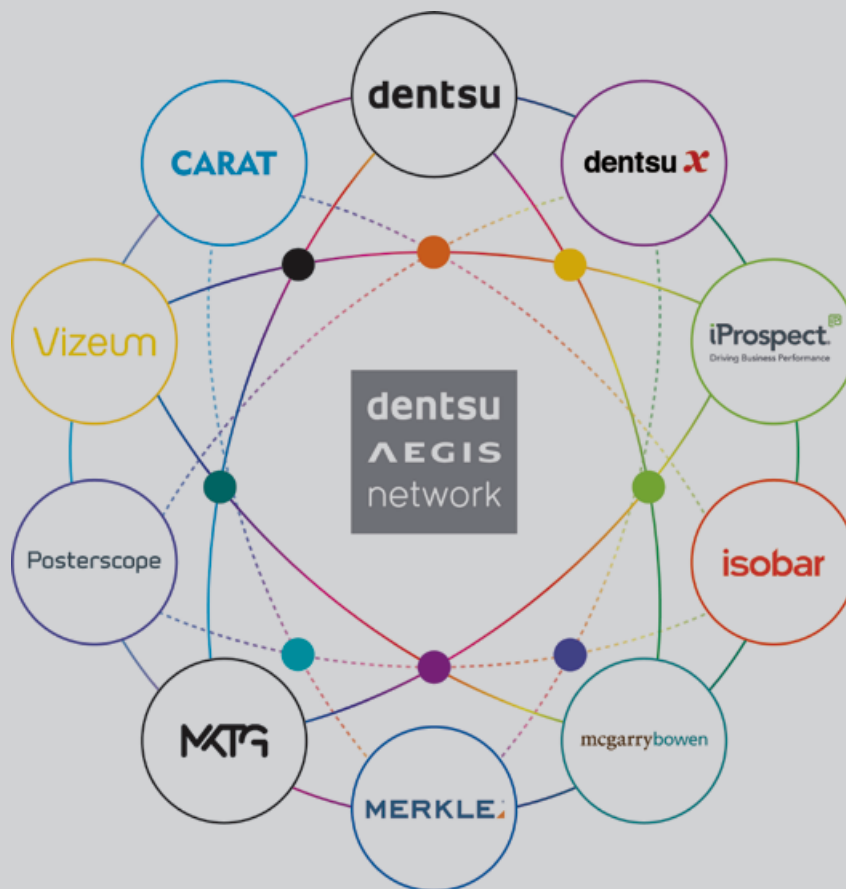 dentsu
CARAT
dentsu x
Vizeum
iProspect.
Driving Business Performance
dentsu
AEGIS
network
Posterscope
isobar
MKTG
mcgarrybowen
MERKLE